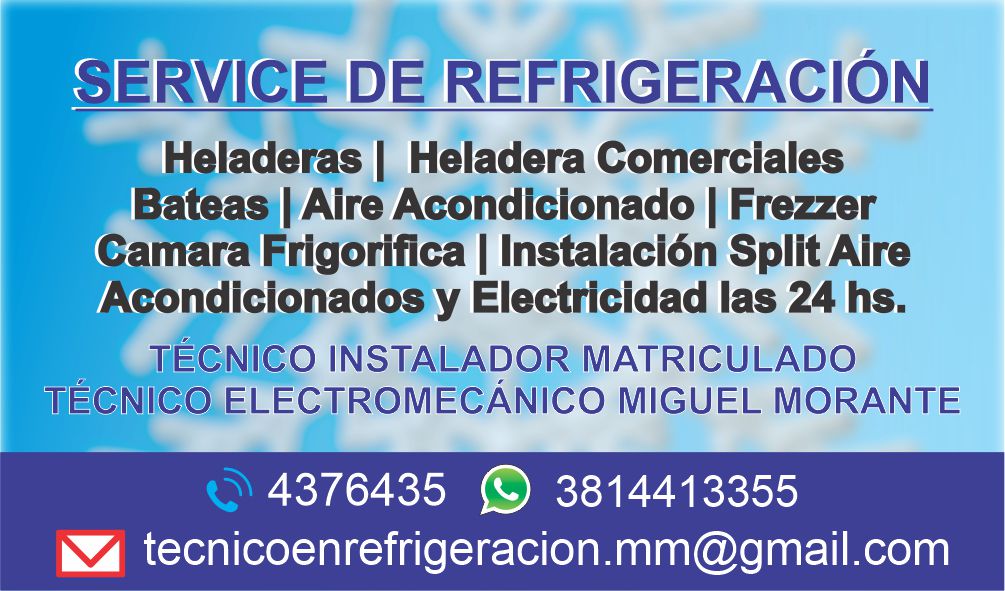 SERVICE DE REFRIGERACIÓN
Heladeras | Heladera Comerciales
Bateas | Aire Acondicionado | Frezzer
Camara Frigorifica | Instalación Split Aire
Acondicionados y Electricidad las 24 hs.
TÉCNICO INSTALADOR MATRICULADO
TÉCNICO ELECTROMECÁNICO MIGUEL MORANTE
4376435 3814413355
tecnicoenrefrigeracion.mm@gmail.com